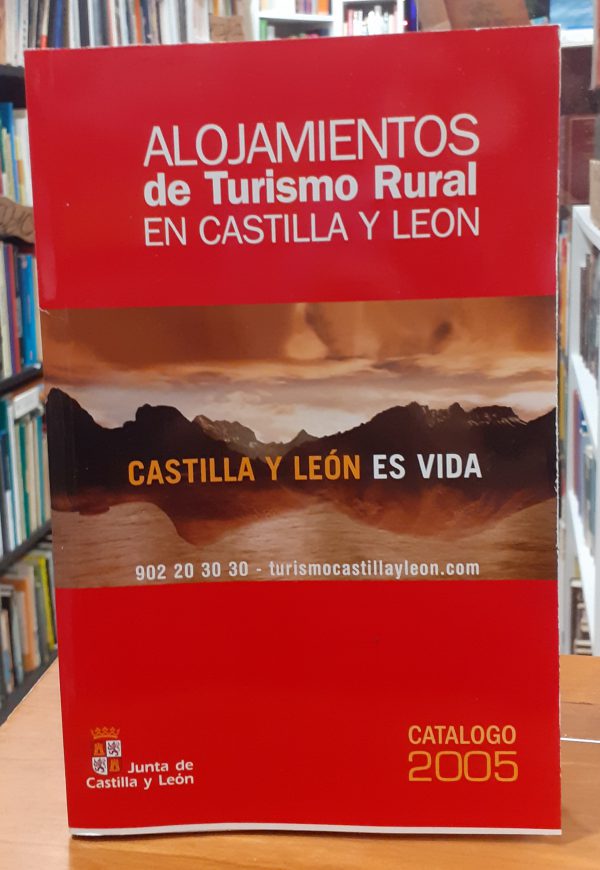 ALOJAMIENTOS
de Turismo Rural
EN CASTILLA Y LEON
CASTILLA Y LEÓN ES VIDA
902 20 30 30 - turismocastillayleon.com
Junta de
Castilla y León
CATALOGO
2005